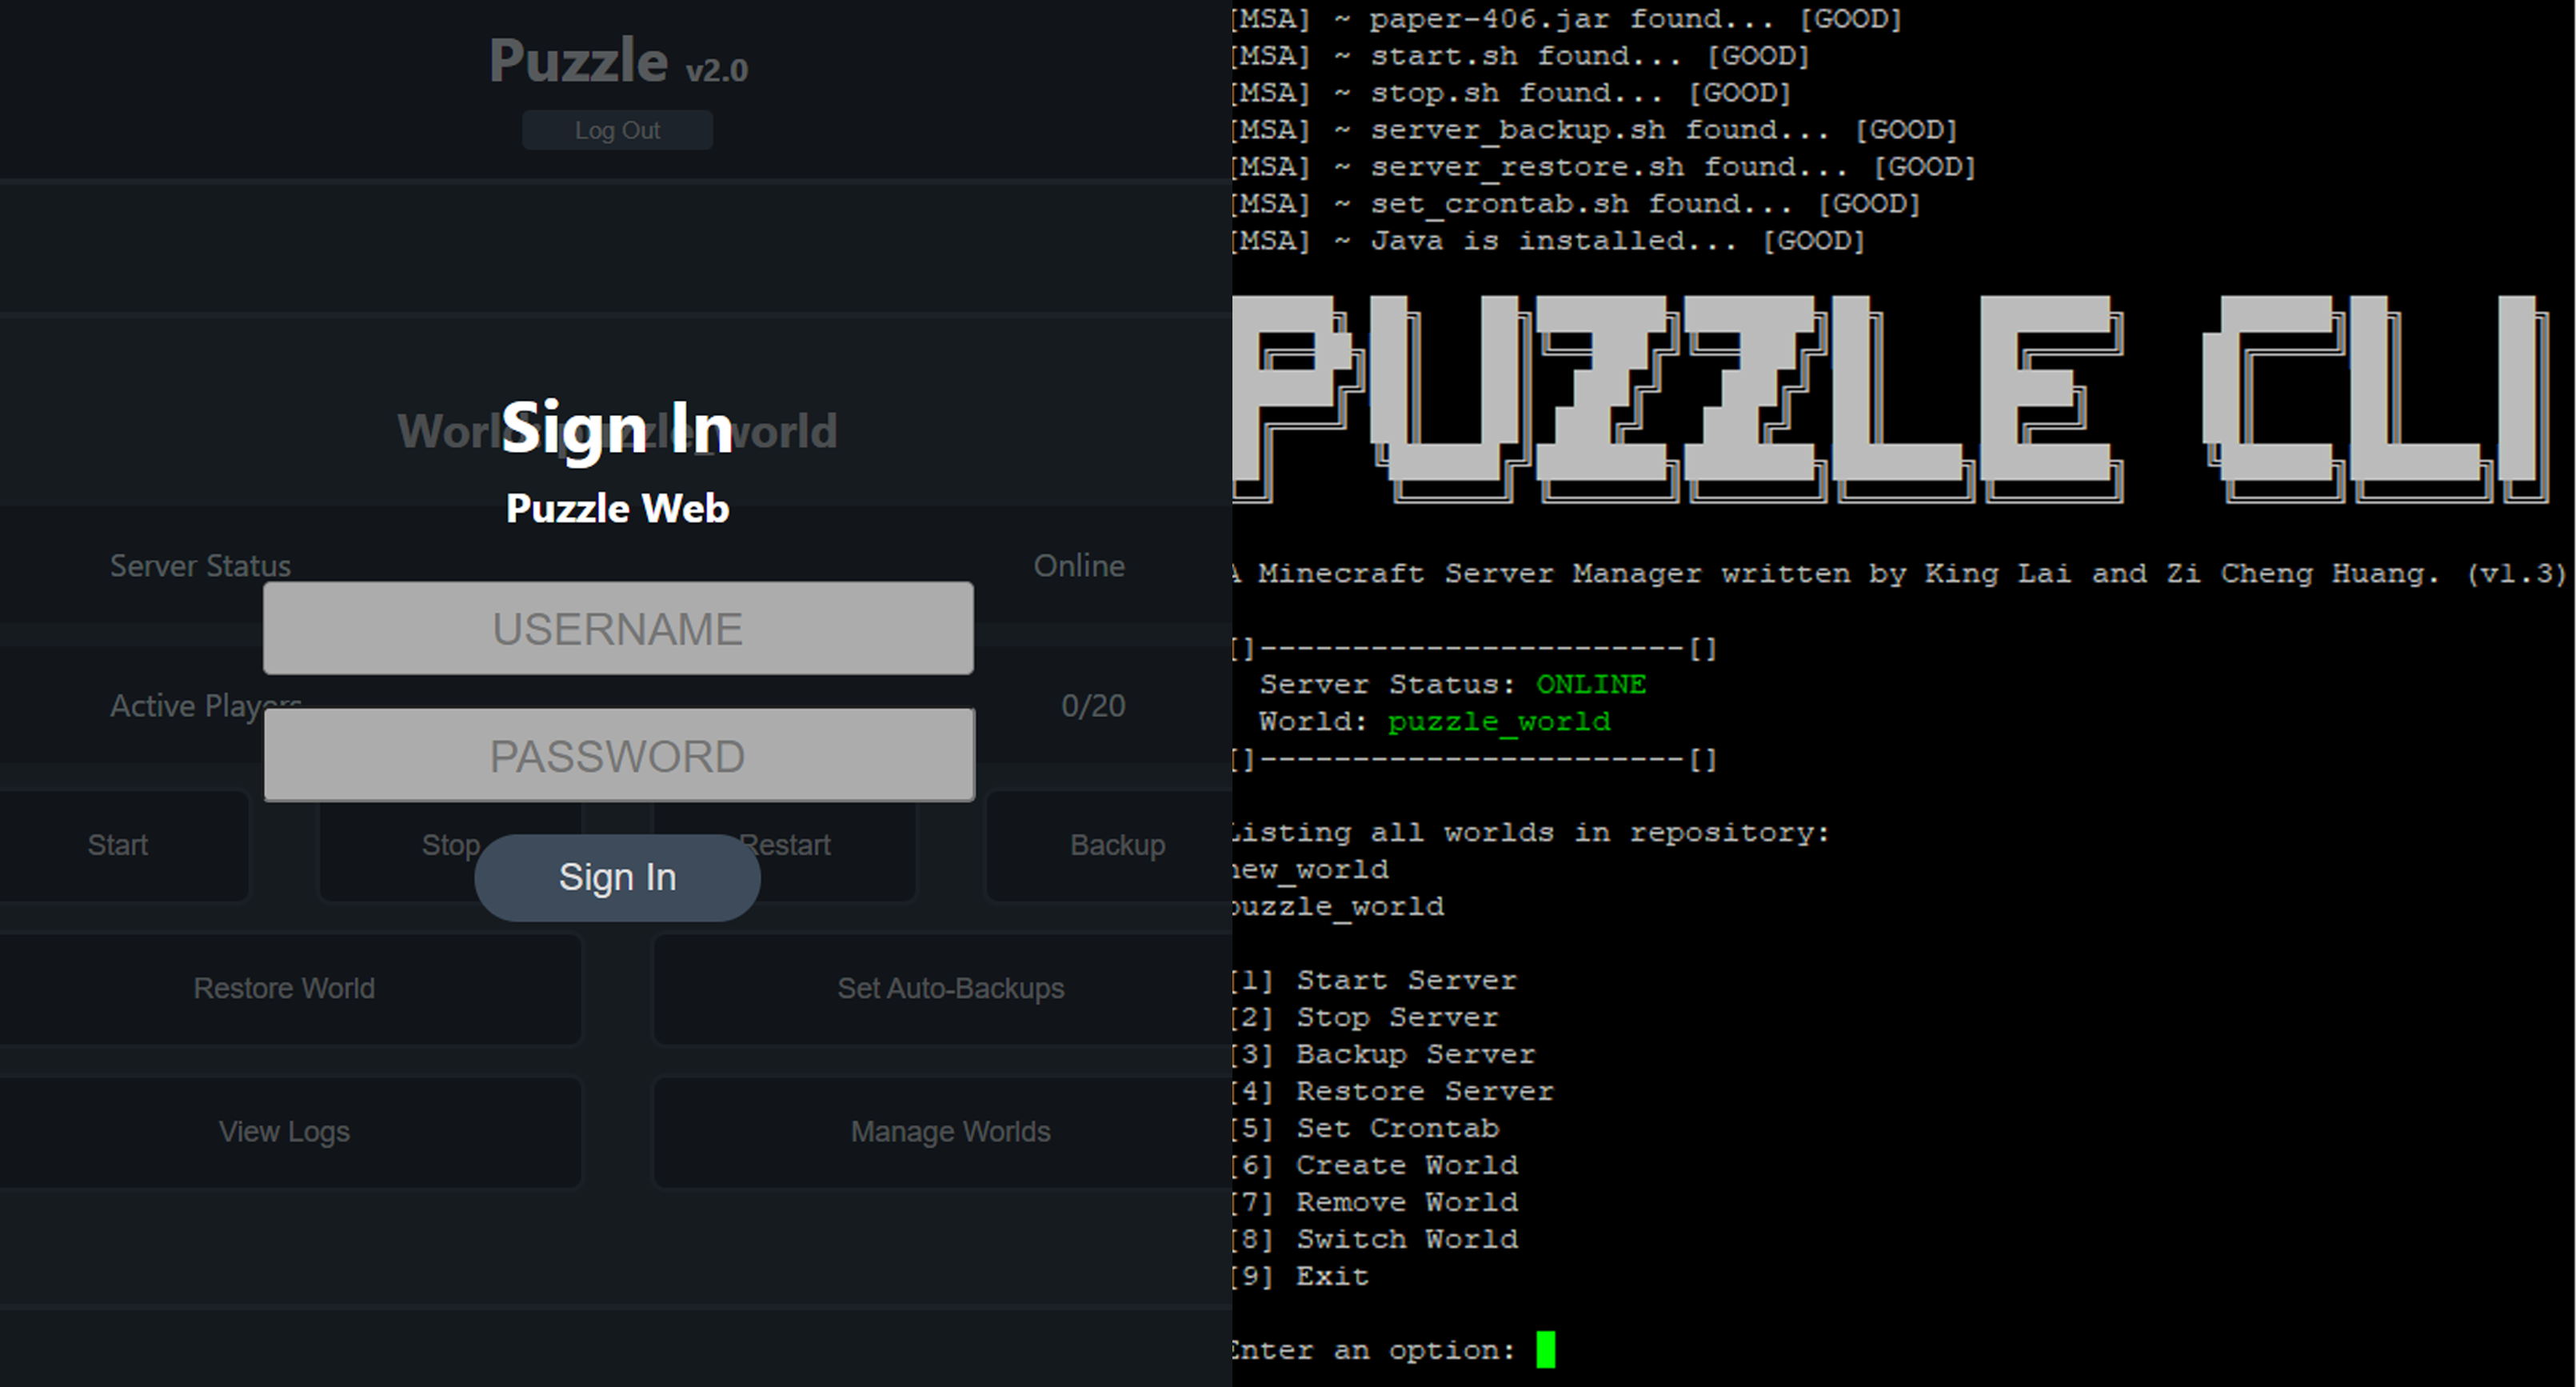 Puzzle v2.0
Log Out
World: puzzle_world
Sign In
Puzzle Web
Server Status Online
USERNAME
Active Players 0/20
PASSWORD
Start Stop Restart Backup
Sign In
Restore World Set Auto-Backups
View Logs Manage Worlds
[MSA] ~ paper-406.jar found... [GOOD]
[MSA] ~ start.sh found... [GOOD]
[MSA] ~ stop.sh found... [GOOD]
[MSA] ~ server_backup.sh found... [GOOD]
[MSA] ~ server_restore.sh found... [GOOD]
[MSA] ~ set_crontab.sh found... [GOOD]
[MSA] ~ Java is installed... [GOOD]
PUZZLE CLI
A Minecraft Server Manager written by King Lai and Zi Cheng Huang. (v1.3)
[]-----------------------[]
Server Status: ONLINE
World: puzzle_world
[]-----------------------[]
Listing all worlds in repository:
new_world
puzzle_world
[1] Start Server
[2] Stop Server
[3] Backup Server
[4] Restore Server
[5] Set Crontab
[6] Create World
[7] Remove World
[8] Switch World
[9] Exit
Enter an option: